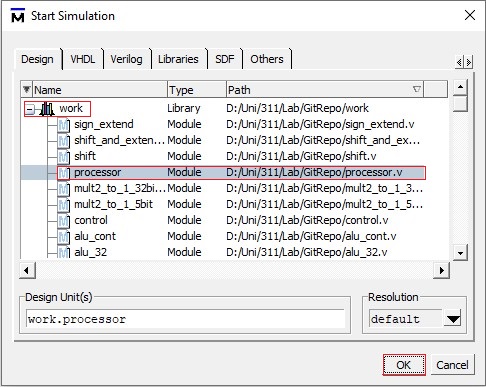 M Start Simulation
Design VHDL Verilog Libraries SDF Others
Name Type Path
work Library D:/Uni/311/Lab/GitRepo/work
M sign_extend Module D:/Uni/311/Lab/GitRepo/sign_extend.v
M shift_and_exten... Module D:/Uni/311/Lab/GitRepo/shift_and_ex...
M shift Module D:/Uni/311/Lab/GitRepo/shift.v
M processor Module D:/Uni/311/Lab/GitRepo/processor.v
M mult2_to_1_32bi... Module D:/Uni/311/Lab/GitRepo/mult2_to_1_3...
M mult2_to_1_5bit Module D:/Uni/311/Lab/GitRepo/mult2_to_1_5...
M control Module D:/Uni/311/Lab/GitRepo/control.v
M alu_cont Module D:/Uni/311/Lab/GitRepo/alu_cont.v
M alu_32 Module D:/Uni/311/Lab/GitRepo/alu_32.v
Design Unit(s) Resolution
work.processor default
OK Cancel